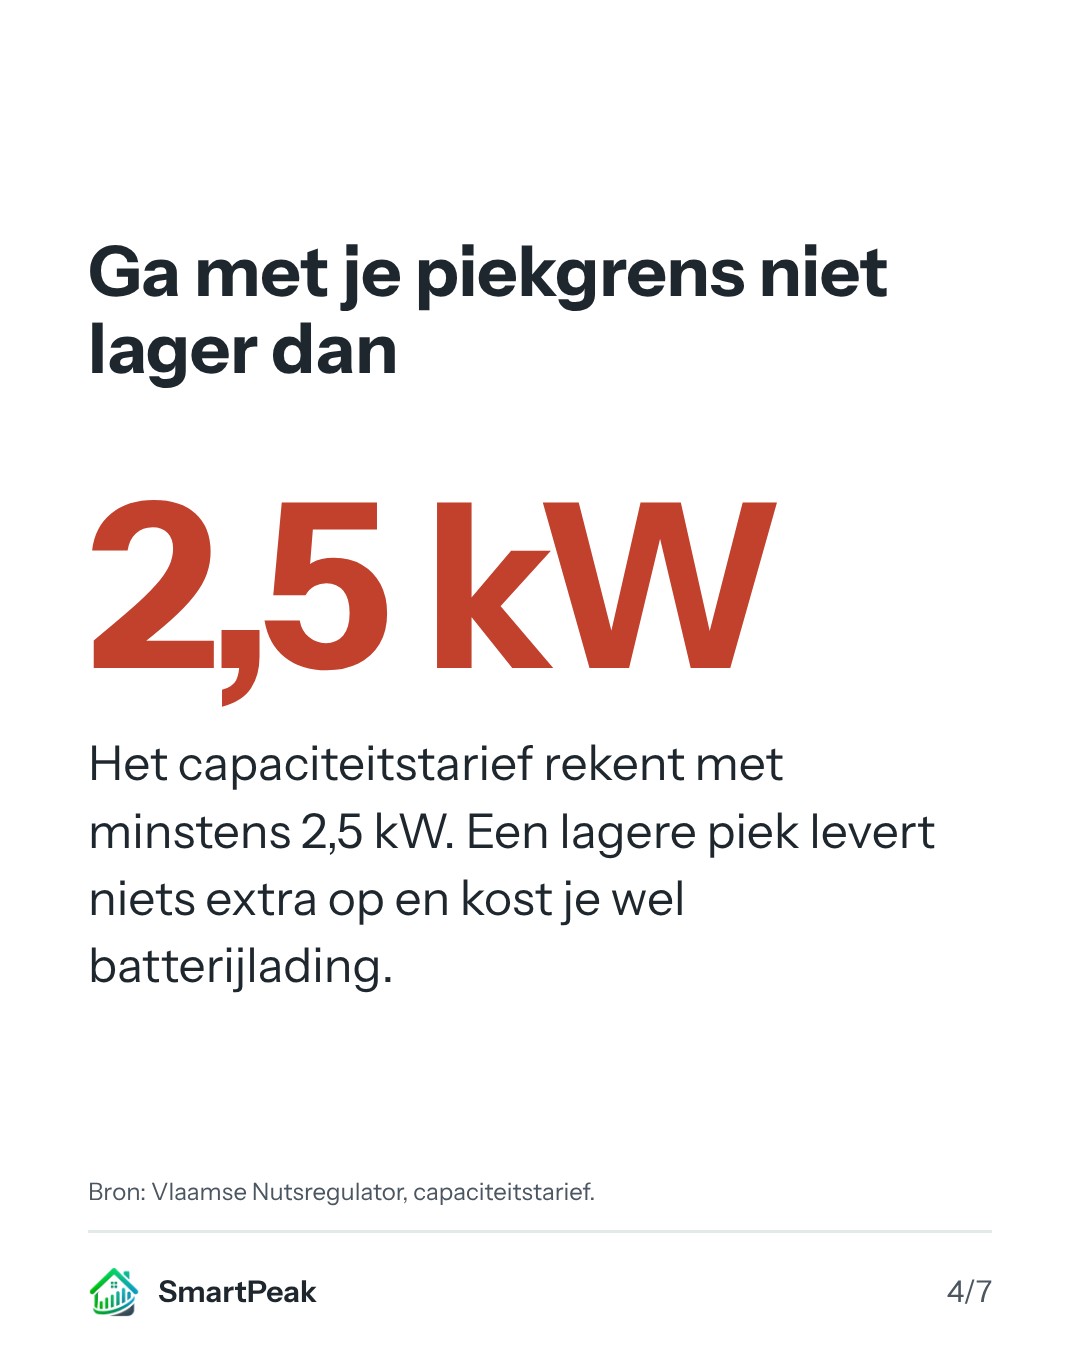 Ga met je piekgrens niet
lager dan
2,5 kW
Het capaciteitstarief rekent met
minstens 2,5 kW. Een lagere piek levert
niets extra op en kost je wel
batterijlading.
Bron: Vlaamse Nutsregulator, capaciteitstarief.
SmartPeak
4/7